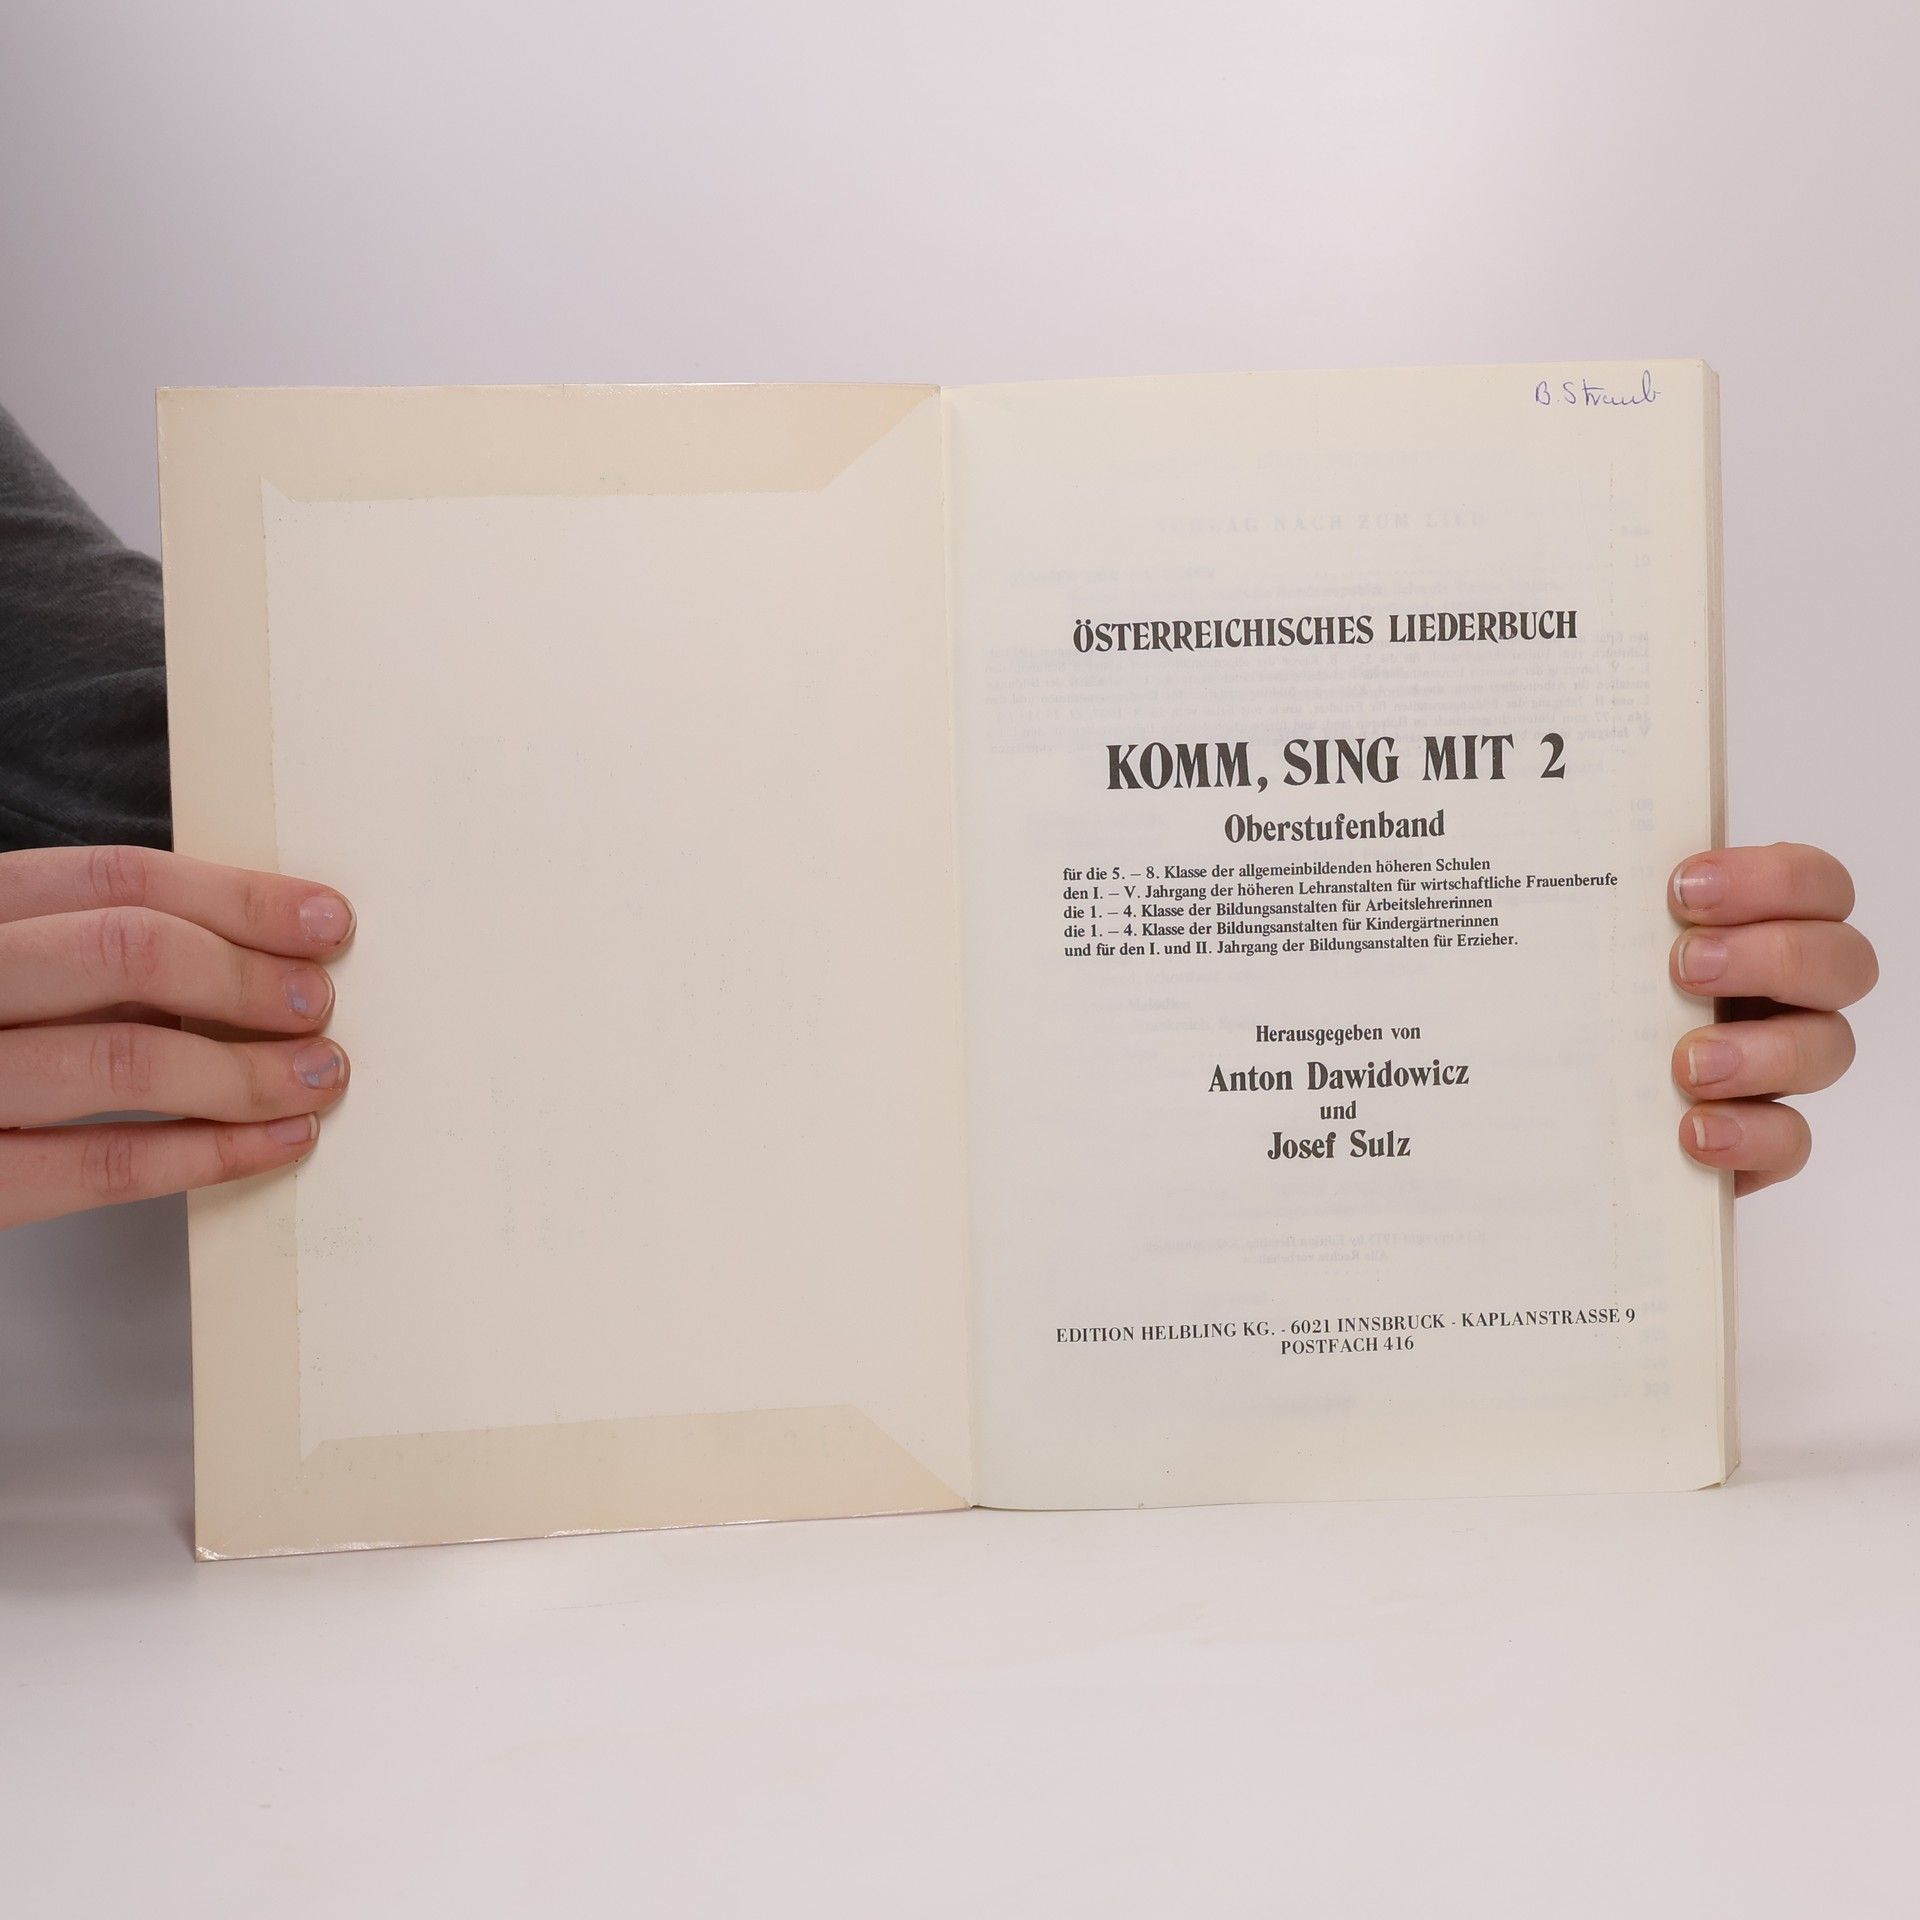 B. Straub
ÖSTERREICHISCHES LIEDERBUCH
KOMM, SING MIT 2
Oberstufenband
für die 5. – 8. Klasse der allgemeinbildenden höheren Schulen
den I. – V. Jahrgang der höheren Lehranstalten für wirtschaftliche Frauenberufe
die 1. – 4. Klasse der Bildungsanstalten für Arbeitslehrerinnen
die 1. – 4. Klasse der Bildungsanstalten für Kindergärtnerinnen
und für den I. und II. Jahrgang der Bildungsanstalten für Erzieher.
Herausgegeben von
Anton Dawidowicz
und
Josef Sulz
EDITION HELBLING KG. - 6021 INNSBRUCK - KAPLANSTRASSE 9
POSTFACH 416